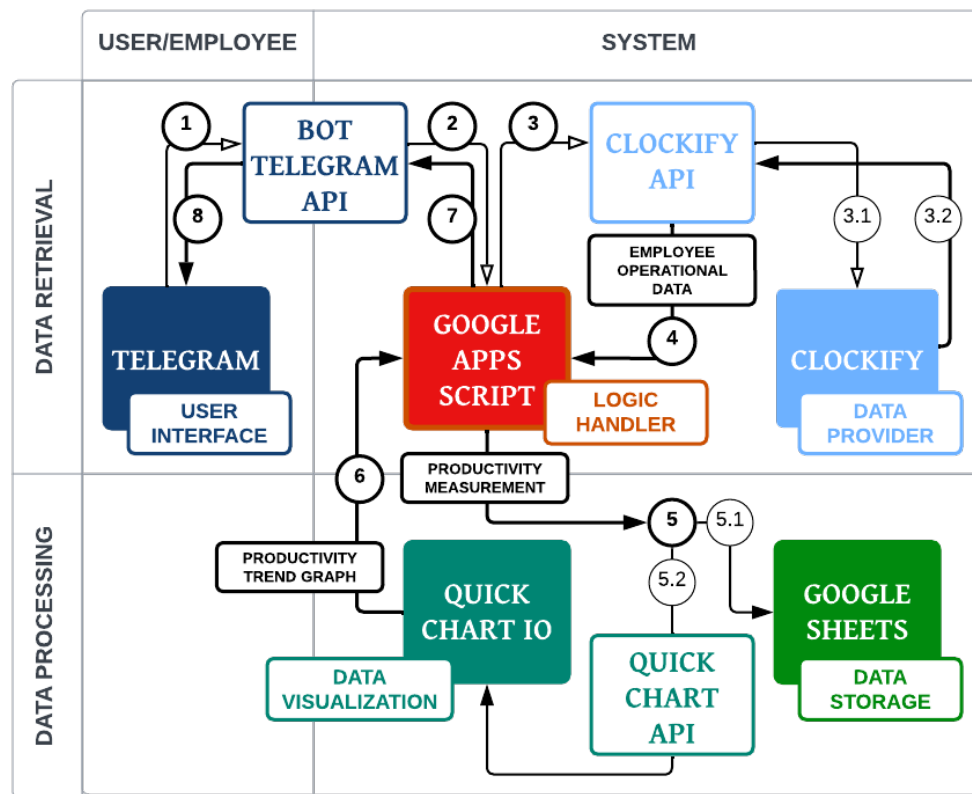 USER/EMPLOYEE
SYSTEM
DATA RETRIEVAL
1
BOT
TELEGRAM
API
2
3
CLOCKIFY
API
8
7
3.1
3.2
EMPLOYEE
OPERATIONAL
DATA
TELEGRAM
USER
INTERFACE
GOOGLE
APPS
SCRIPT
LOGIC
HANDLER
4
CLOCKIFY
DATA
PROVIDER
6
PRODUCTIVITY
MEASUREMENT
DATA PROCESSING
5
5.1
5.2
PRODUCTIVITY
TREND GRAPH
QUICK
CHART IO
DATA
VISUALIZATION
QUICK
CHART
API
GOOGLE
SHEETS
DATA
STORAGE